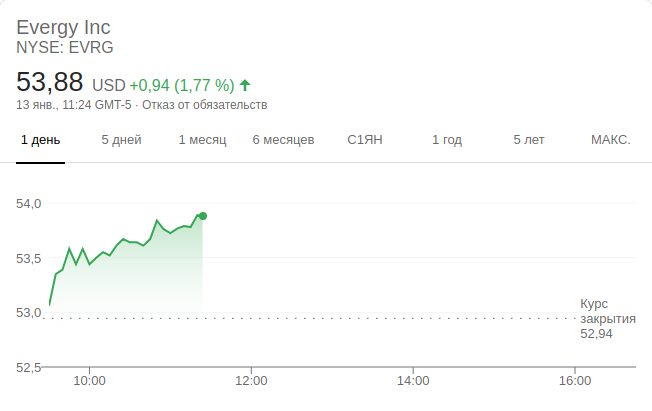 Evergy Inc
NYSE: EVRG
53,88 USD +0,94 (1,77 %)
13 янв., 11:24 GMT-5 · Отказ от обязательств
1 день 5 дней 1 месяц 6 месяцев С1ЯН 1 год 5 лет МАКС.
54,0
53,5
53,0
Курс
закрытия
52,94
52,5
10:00 12:00 14:00 16:00